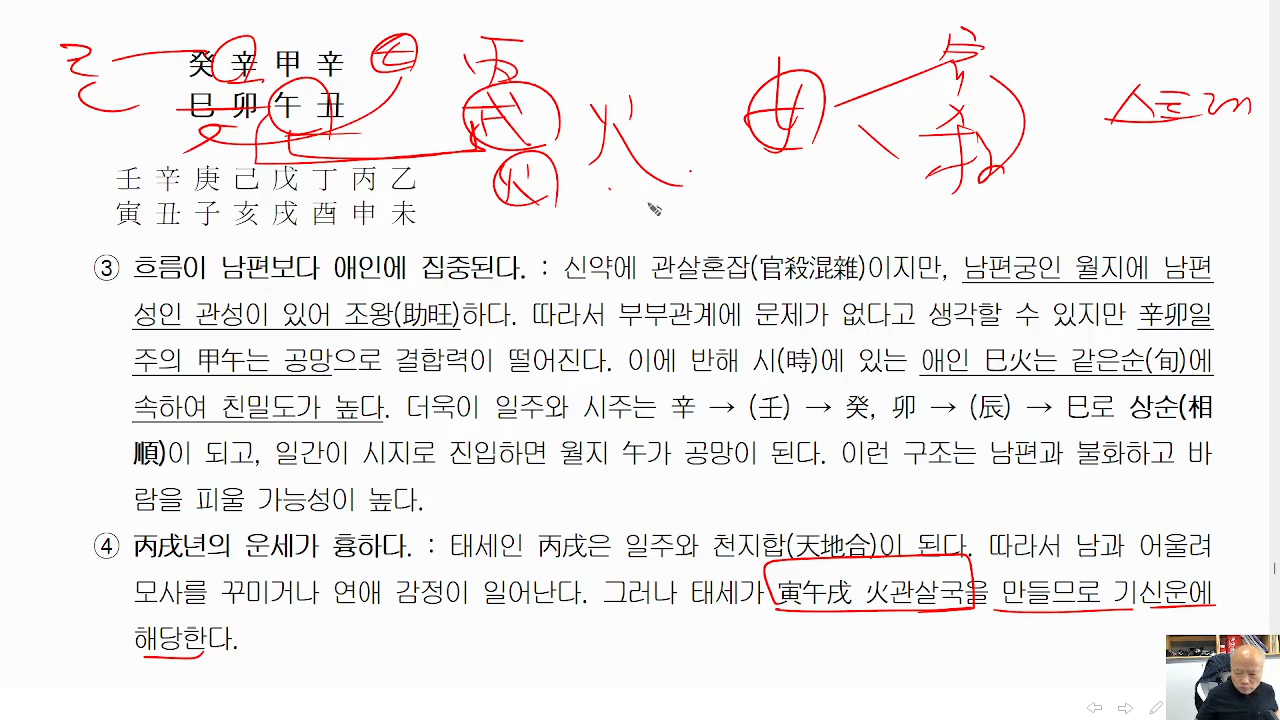 癸 辛 甲 辛
巳 卯 午 丑
丙
戌
火
火
女
官
殺
스트레
壬 辛 庚 己 戊 丁 丙 乙
寅 丑 子 亥 戌 酉 申 未
③ 흐름이 남편보다 애인에 집중된다. : 신약에 관살혼잡(官殺混雜)이지만, 남편궁인 월지에 남편
성인 관성이 있어 조왕(助旺)하다. 따라서 부부관계에 문제가 없다고 생각할 수 있지만 辛卯일
주의 甲午는 공망으로 결합력이 떨어진다. 이에 반해 시(時)에 있는 애인 巳火는 같은순(旬)에
속하여 친밀도가 높다. 더욱이 일주와 시주는 辛 → (壬) → 癸, 卯 → (辰) → 巳로 상순(相
順)이 되고, 일간이 시지로 진입하면 월지 午가 공망이 된다. 이런 구조는 남편과 불화하고 바
람을 피울 가능성이 높다.
④ 丙戌년의 운세가 흉하다. : 태세인 丙戌은 일주와 천지합(天地合)이 된다. 따라서 남과 어울려
모사를 꾸미거나 연애 감정이 일어난다. 그러나 태세가 寅午戌 火관살국을 만들므로 기신운에
해당한다.